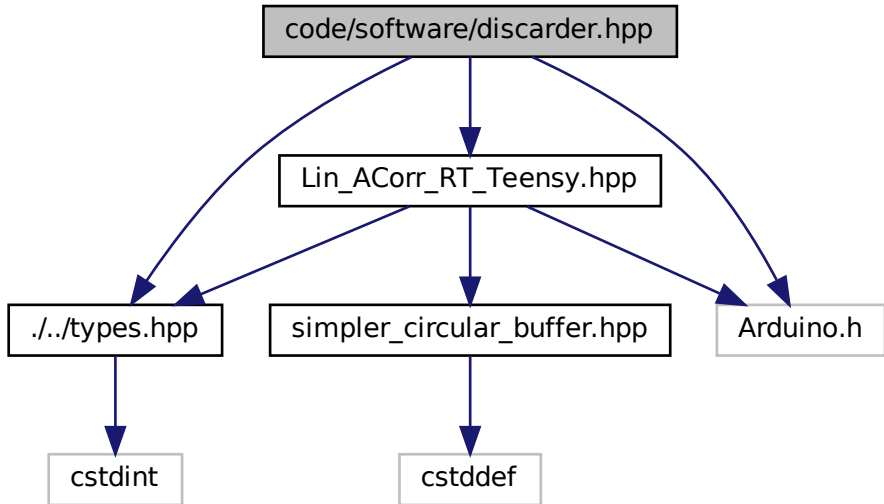 code/software/discarder.hpp
Lin_ACorr_RT_Teensy.hpp
./../types.hpp
simpler_circular_buffer.hpp
Arduino.h
cstdint
cstddef